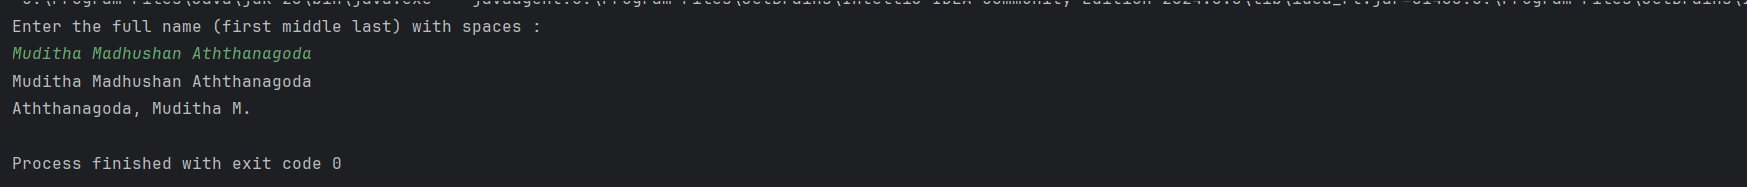 Enter the full name (first middle last) with spaces :
Muditha Madhushan Aththanagoda
Muditha Madhushan Aththanagoda
Aththanagoda, Muditha M.
Process finished with exit code 0